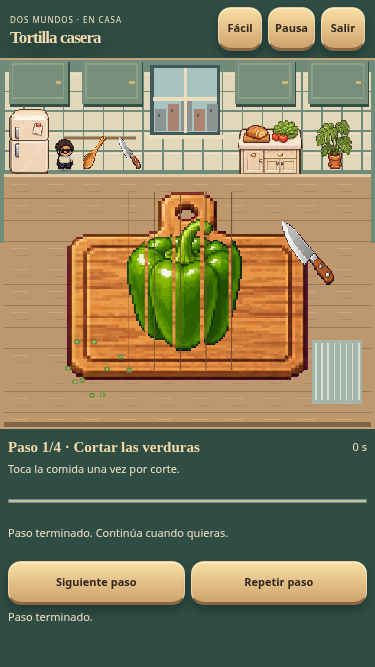 DOS MUNDOS · EN CASA
Tortilla casera
Fácil
Pausa
Salir
Paso 1/4 · Cortar las verduras
0 s
Toca la comida una vez por corte.
Paso terminado. Continúa cuando quieras.
Siguiente paso
Repetir paso
Paso terminado.